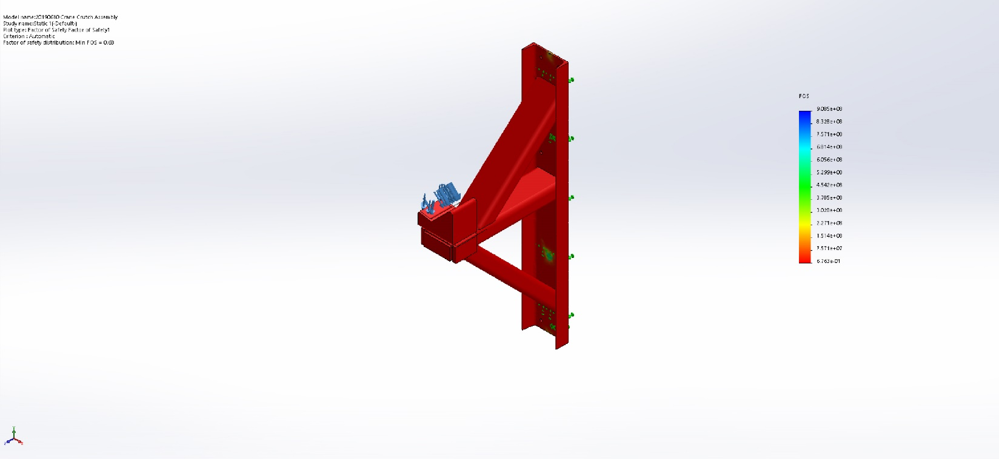 Model name:20190610 Crane Crutch Assembly
Study name:Static 1(-Default-)
Plot type: Factor of Safety Factor of Safety1
Criterion : Automatic
Factor of safety distribution: Min FOS = 0.68
FOS
9.085e+08
8.328e+08
7.571e+08
6.814e+08
6.056e+08
5.299e+08
4.542e+08
3.785e+08
3.028e+08
2.271e+08
1.514e+08
7.571e+07
6.763e-01
Y
Z
X